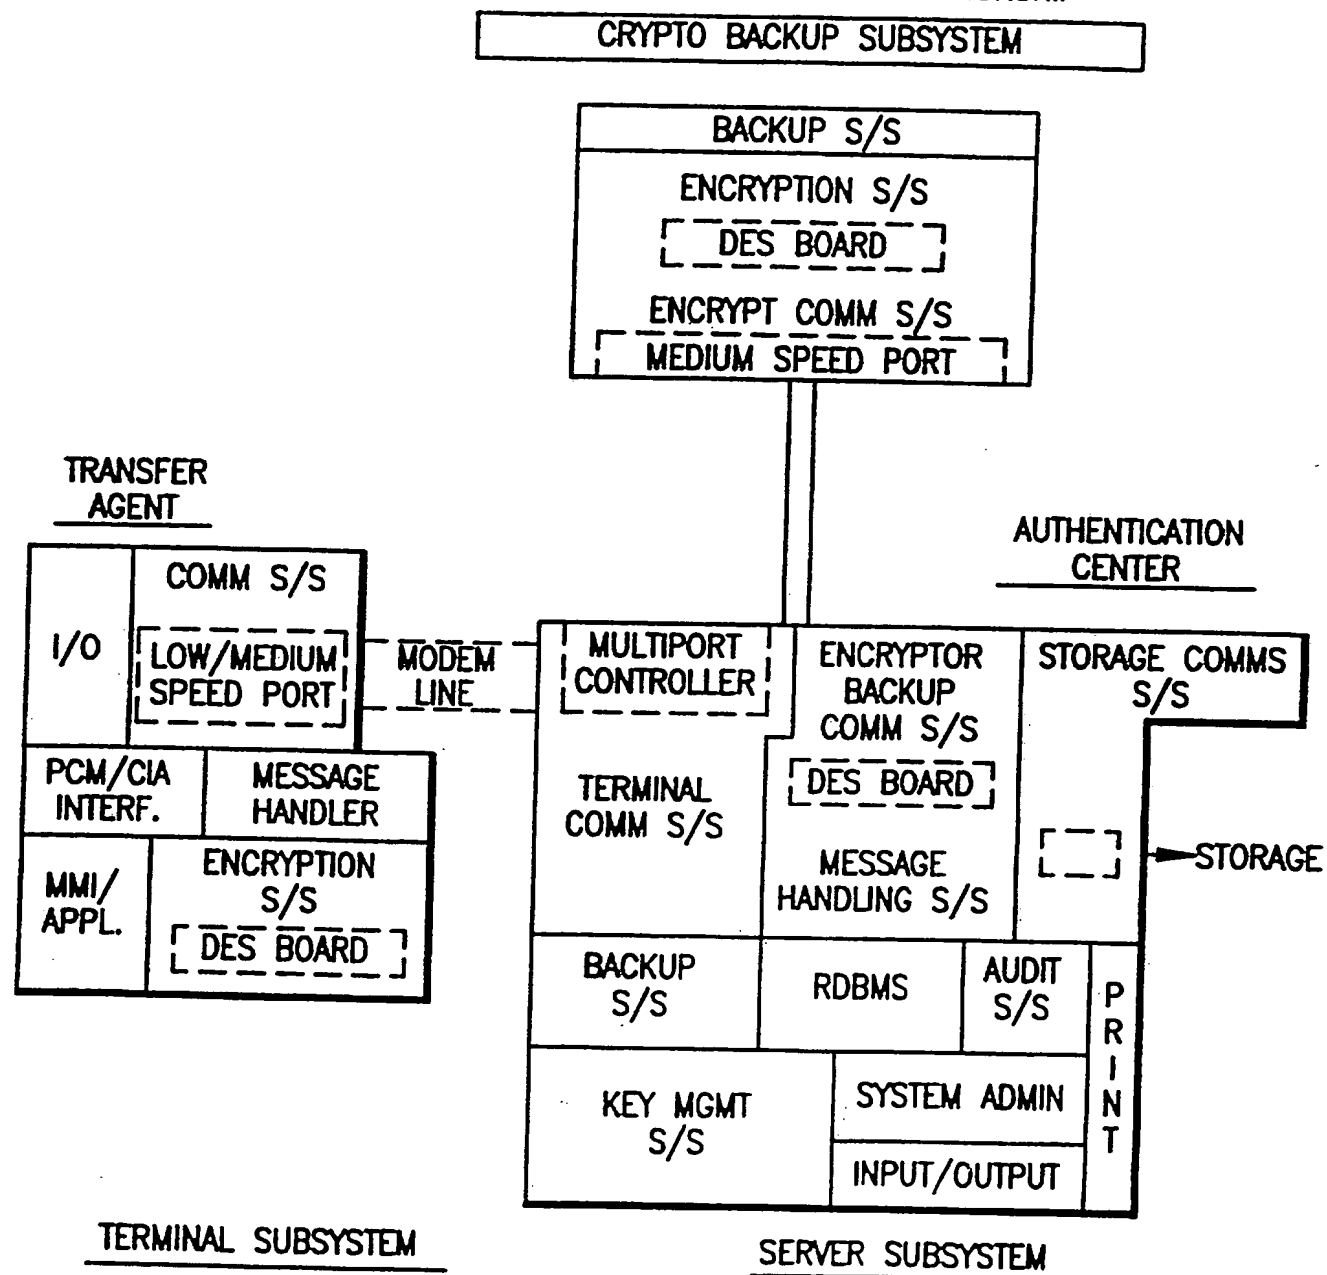 CRYPTO BACKUP SUBSYSTEM
BACKUP S/S
ENCRYPTION S/S
DES BOARD
ENCRYPT COMM S/S
MEDIUM SPEED PORT
TRANSFER
AGENT
I/O
COMM S/S
LOW/MEDIUM
SPEED PORT
PCM/CIA
INTERF.
MESSAGE
HANDLER
MMI/
APPL.
ENCRYPTION
S/S
DES BOARD
MODEM
LINE
AUTHENTICATION
CENTER
MULTIPORT
CONTROLLER
TERMINAL
COMM S/S
ENCRYPTOR
BACKUP
COMM S/S
DES BOARD
MESSAGE
HANDLING S/S
STORAGE COMMS
S/S
STORAGE
BACKUP
S/S
RDBMS
AUDIT
S/S
PRINT
KEY MGMT
S/S
SYSTEM ADMIN
INPUT/OUTPUT
TERMINAL SUBSYSTEM
SERVER SUBSYSTEM